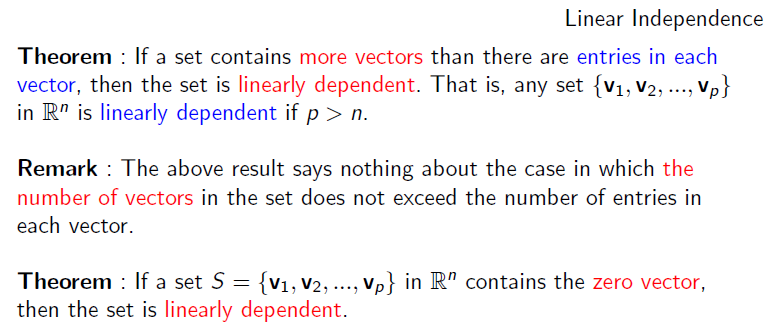 Linear Independence
Theorem : If a set contains more vectors than there are entries in each
vector, then the set is linearly dependent. That is, any set {v₁, v₂, ..., vₚ}
in ℝⁿ is linearly dependent if p > n.
Remark : The above result says nothing about the case in which the
number of vectors in the set does not exceed the number of entries in
each vector.
Theorem : If a set S = {v₁, v₂, ..., vₚ} in ℝⁿ contains the zero vector,
then the set is linearly dependent.